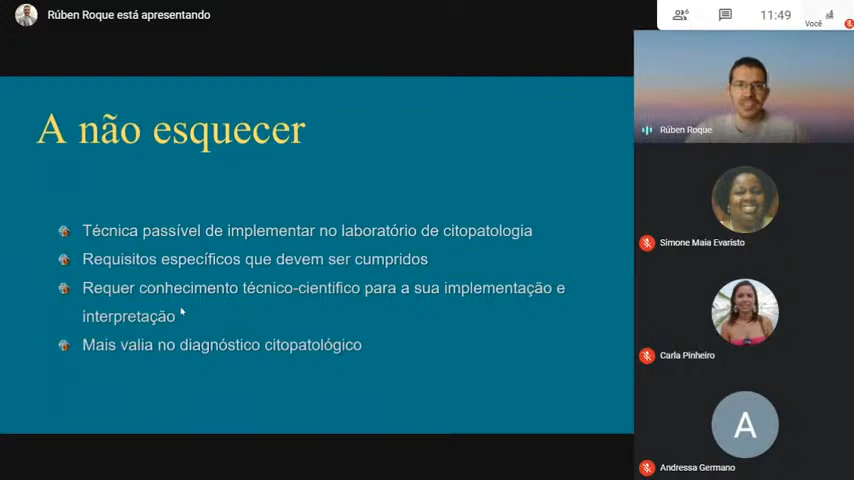 Rúben Roque está apresentando
6
11:49
Você
A não esquecer
Técnica passível de implementar no laboratório de citopatologia
Requisitos específicos que devem ser cumpridos
Requer conhecimento técnico-cientifico para a sua implementação e
interpretação
Mais valia no diagnóstico citopatológico
Rúben Roque
Simone Maia Evaristo
Carla Pinheiro
A
Andressa Germano